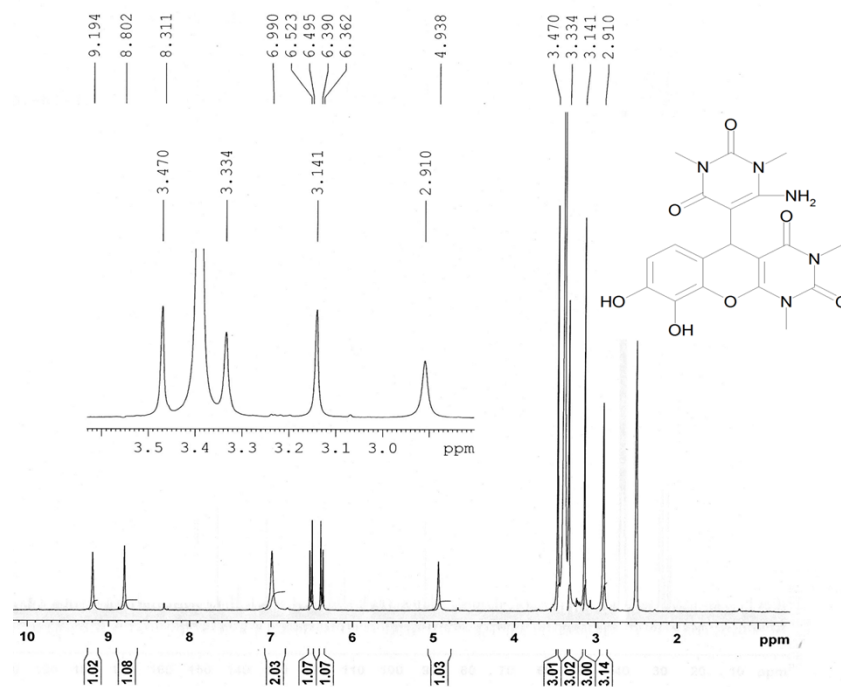 9.194
8.802
8.311
6.990
6.523
6.495
6.390
6.362
4.938
3.470
3.334
3.141
2.910
3.470
3.334
3.141
2.910
O
N
N
O
NH₂
O
N
HO
O
N
O
OH
3.5 3.4 3.3 3.2 3.1 3.0 ppm
10 9 8 7 6 5 4 3 2 ppm
1.02
1.08
2.03
1.07
1.07
1.03
3.01
3.02
3.00
3.14